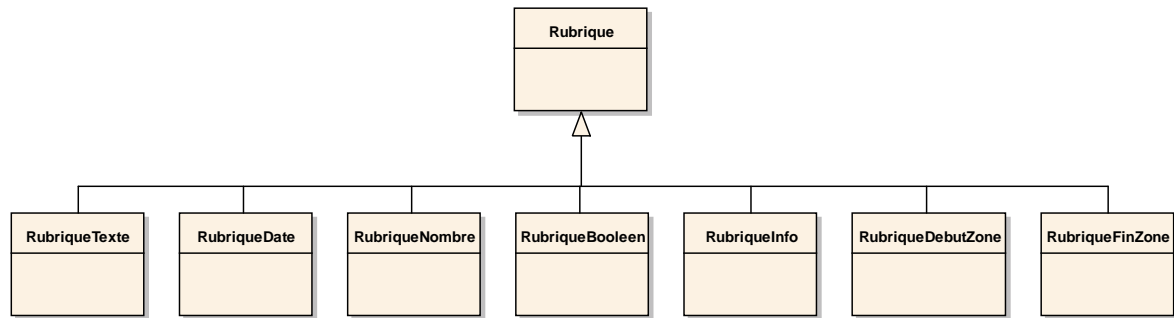 Rubrique
RubriqueTexte
RubriqueDate
RubriqueNombre
RubriqueBooleen
RubriqueInfo
RubriqueDebutZone
RubriqueFinZone